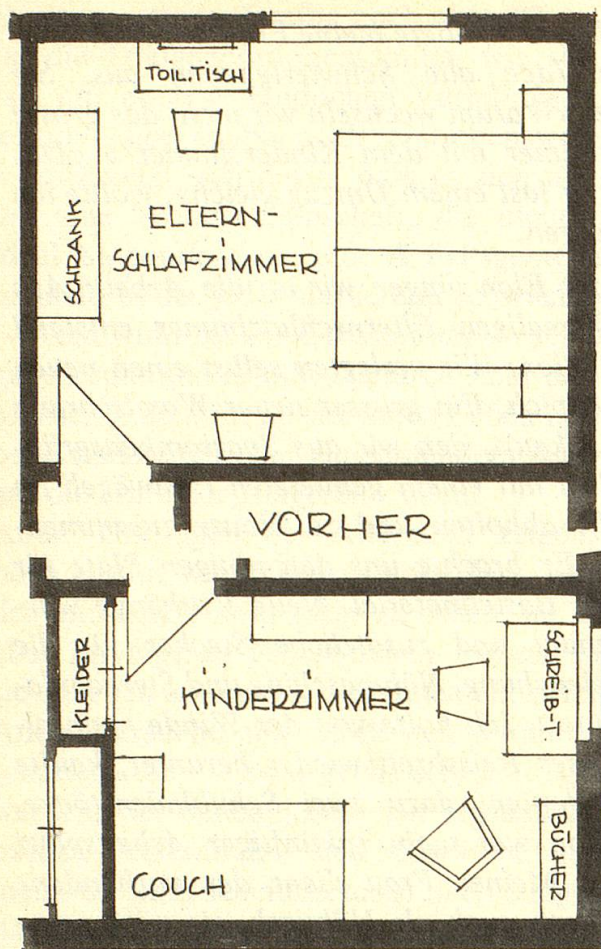 TOIL.TISCH
SCHRANK
ELTERN-
SCHLAFZIMMER
VORHER
KLEIDER
KINDERZIMMER
SCHREIB-T.
COUCH
BÜCHER